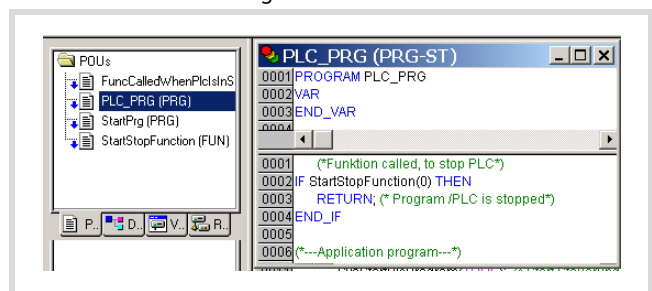 POUs
FuncCalledWhenPlcIsInS
PLC_PRG (PRG)
StartPrg (PRG)
StartStopFunction (FUN)
P..
D..
V..
R..
PLC_PRG (PRG-ST)
0001 PROGRAM PLC_PRG
0002 VAR
0003 END_VAR
0004
0001 (*Funktion called, to stop PLC*)
0002 IF StartStopFunction(0) THEN
0003 RETURN; (* Program /PLC is stopped*)
0004 END_IF
0005
0006 (*---Application program---*)